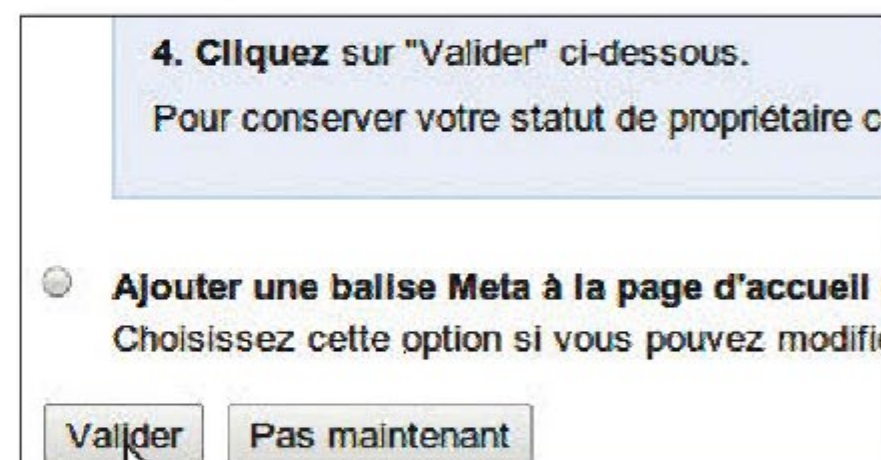 4. Cliquez sur "Valider" ci-dessous.
Pour conserver votre statut de propriétaire c
Ajouter une balise Meta à la page d'accueil
Choisissez cette option si vous pouvez modifi
Valider Pas maintenant